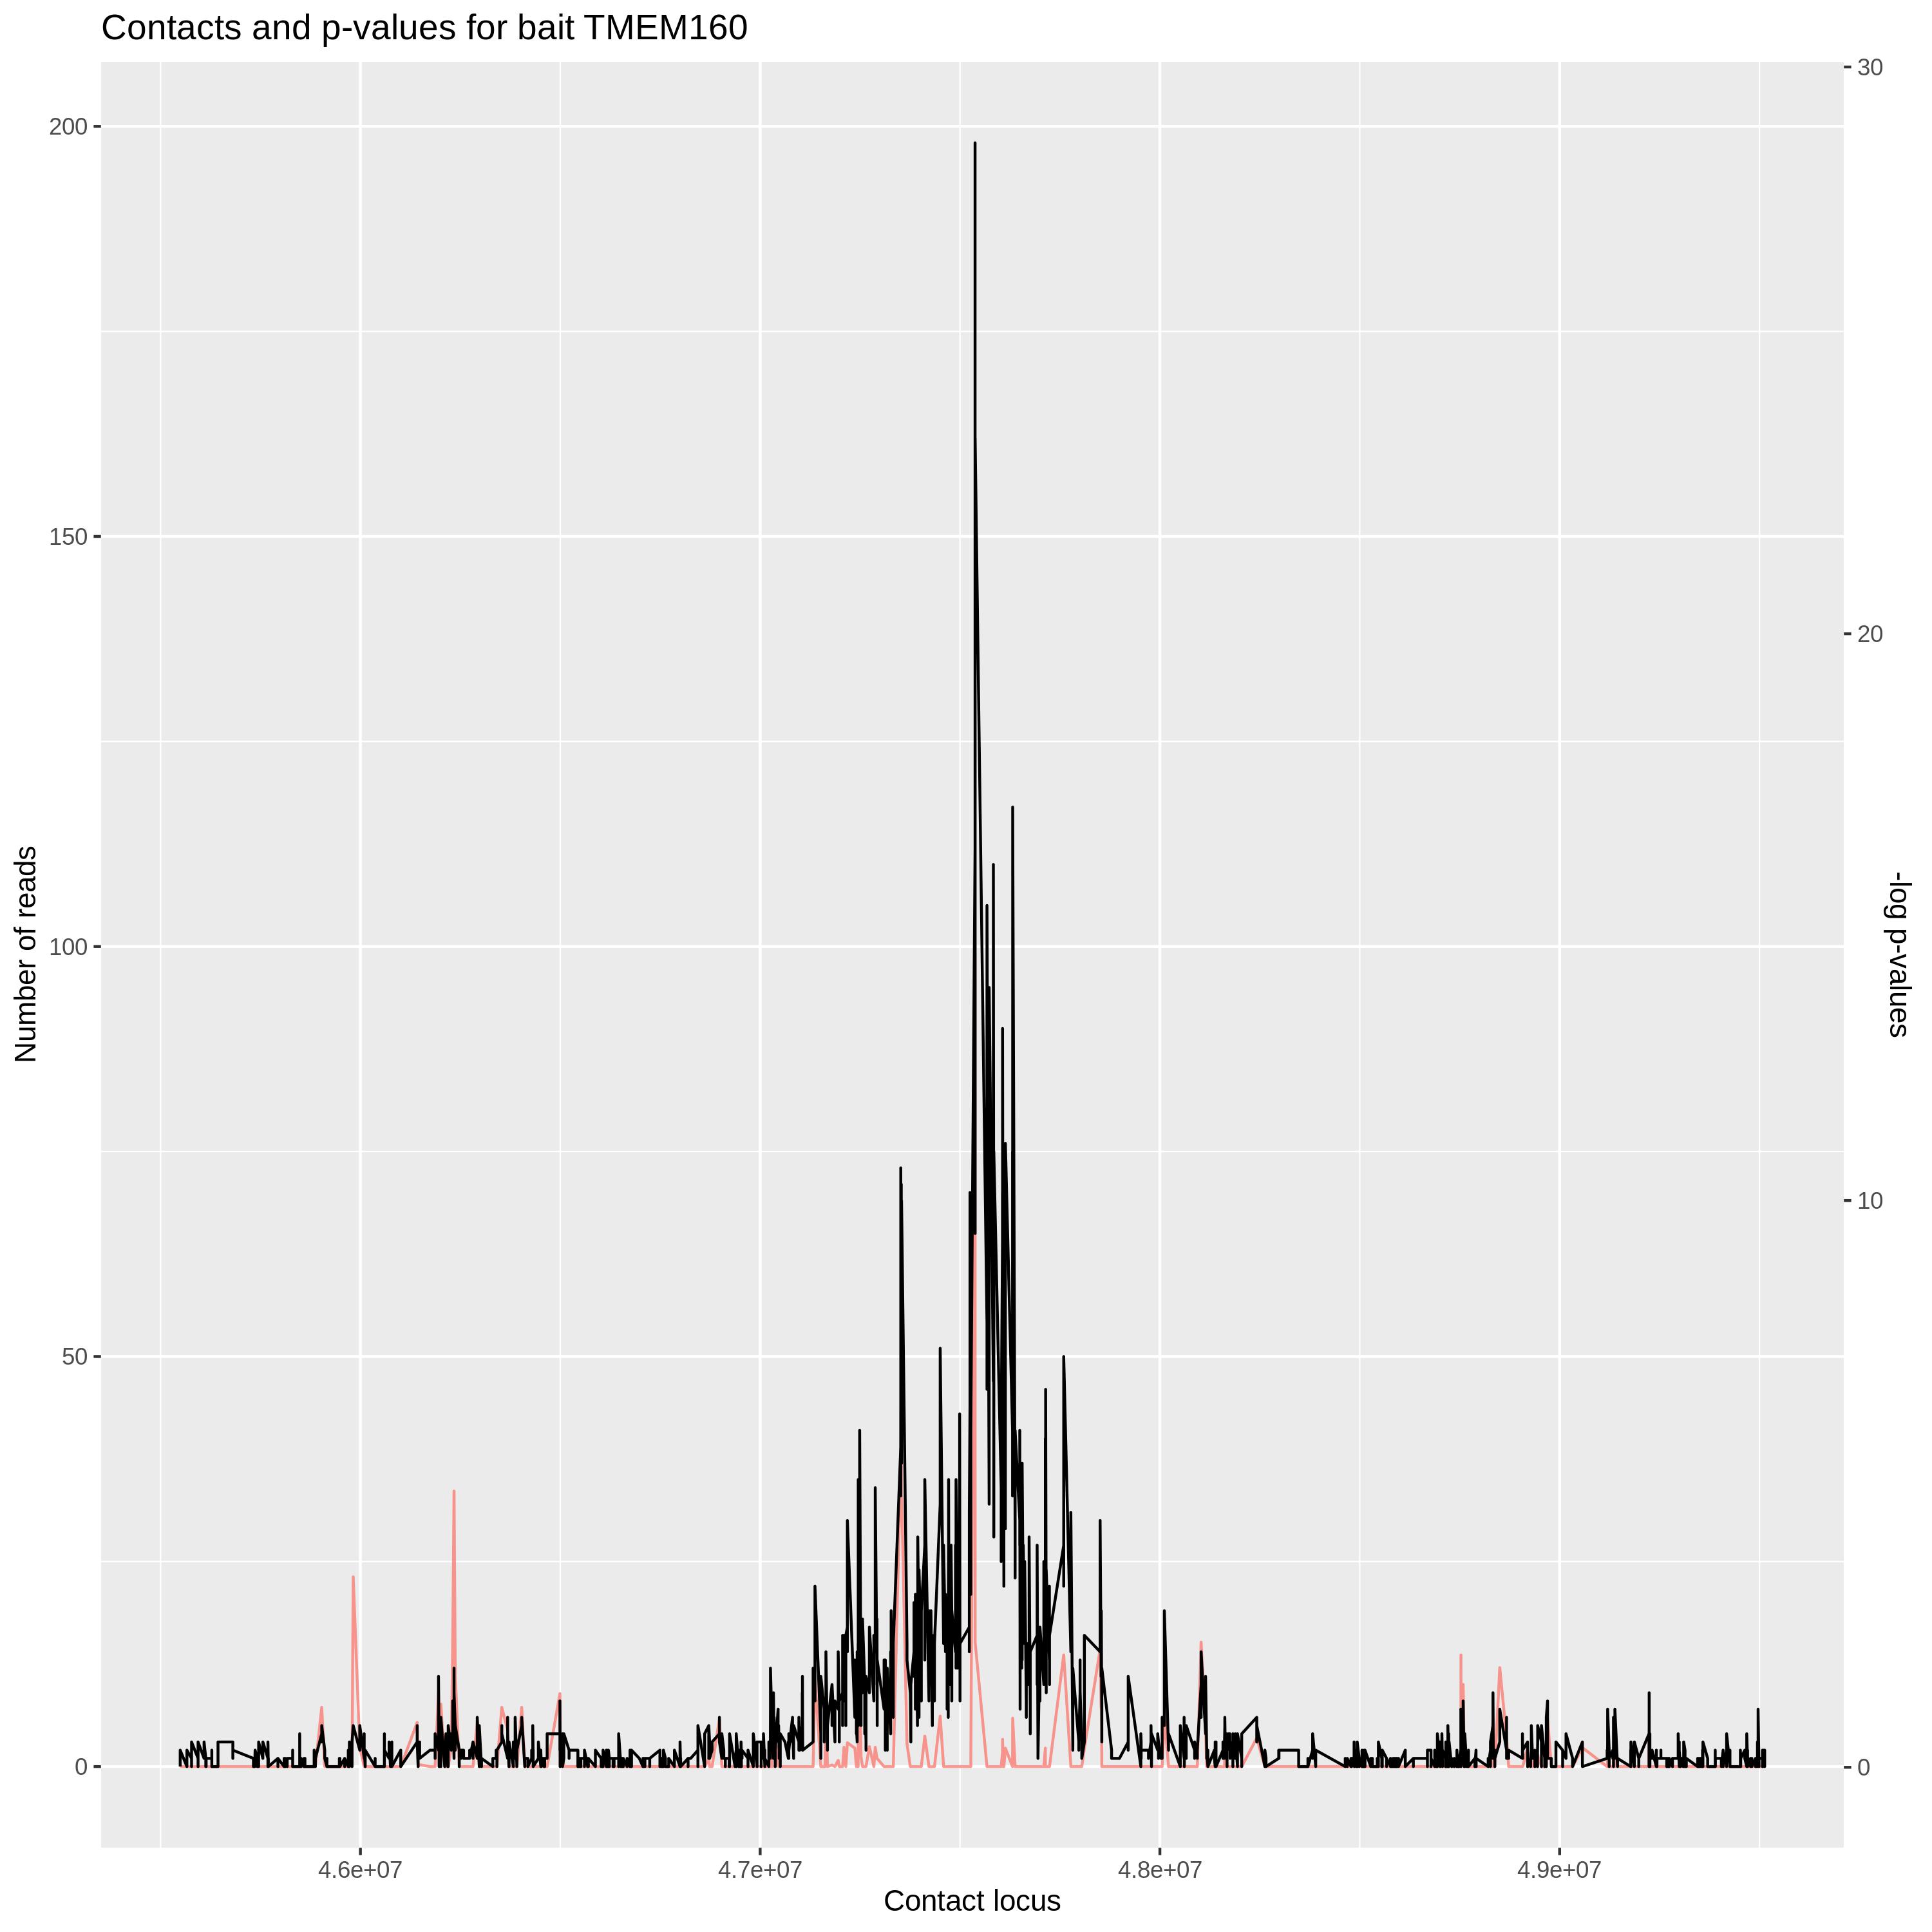 Contacts and p-values for bait TMEM160
30
200
150
20
Number of reads
-log p-values
100
10
50
0
0
4.6e+07
4.7e+07
4.8e+07
4.9e+07
Contact locus